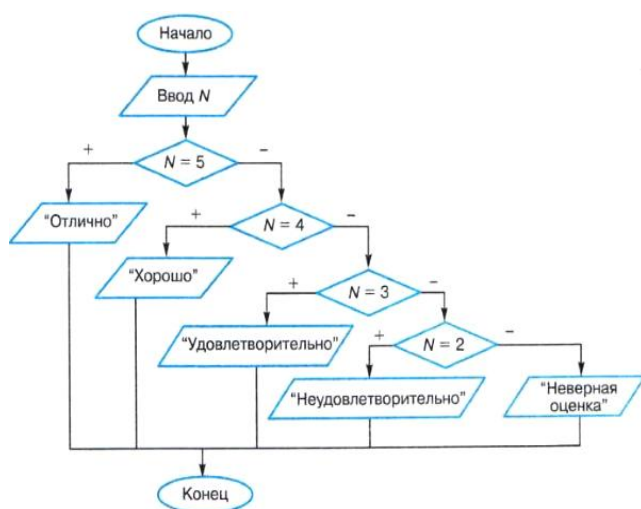 Начало
Ввод N
+
N = 5
–
"Отлично"
+
N = 4
–
"Хорошо"
+
N = 3
–
"Удовлетворительно"
+
N = 2
–
"Неудовлетворительно"
"Неверная
оценка"
Конец